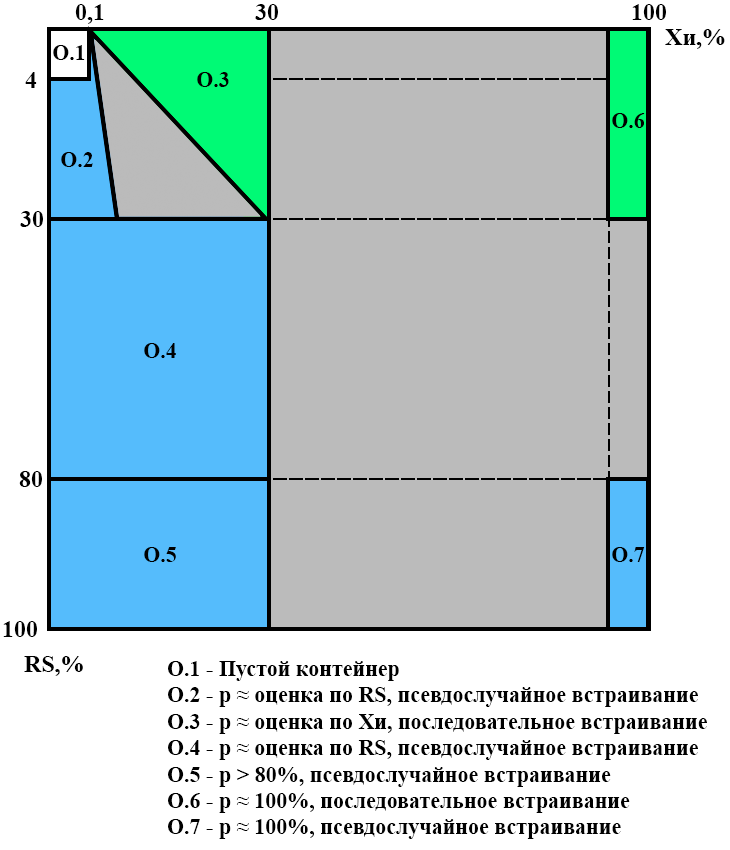 0,1 30 100
Хи,%
О.1
4
О.3
О.6
О.2
30
О.4
80
О.5
О.7
100
RS,%
О.1 - Пустой контейнер
О.2 - р ≈ оценка по RS, псевдослучайное встраивание
О.3 - р ≈ оценка по Хи, последовательное встраивание
О.4 - р ≈ оценка по RS, псевдослучайное встраивание
О.5 - р > 80%, псевдослучайное встраивание
О.6 - р ≈ 100%, последовательное встраивание
О.7 - р ≈ 100%, псевдослучайное встраивание